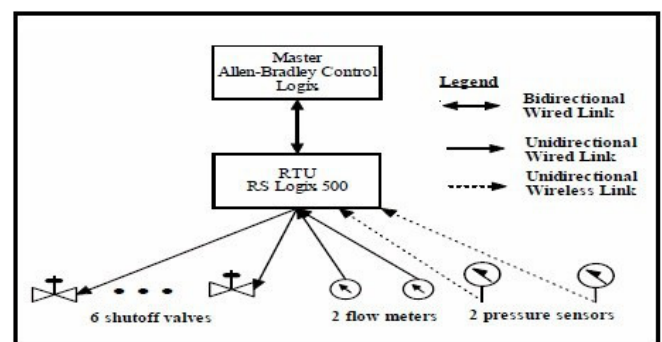 Master
Allen-Bradley Control
Logix
Legend
Bidirectional
Wired Link
Unidirectional
Wired Link
Unidirectional
Wireless Link
RTU
RS Logix 500
6 shutoff valves
2 flow meters
2 pressure sensors